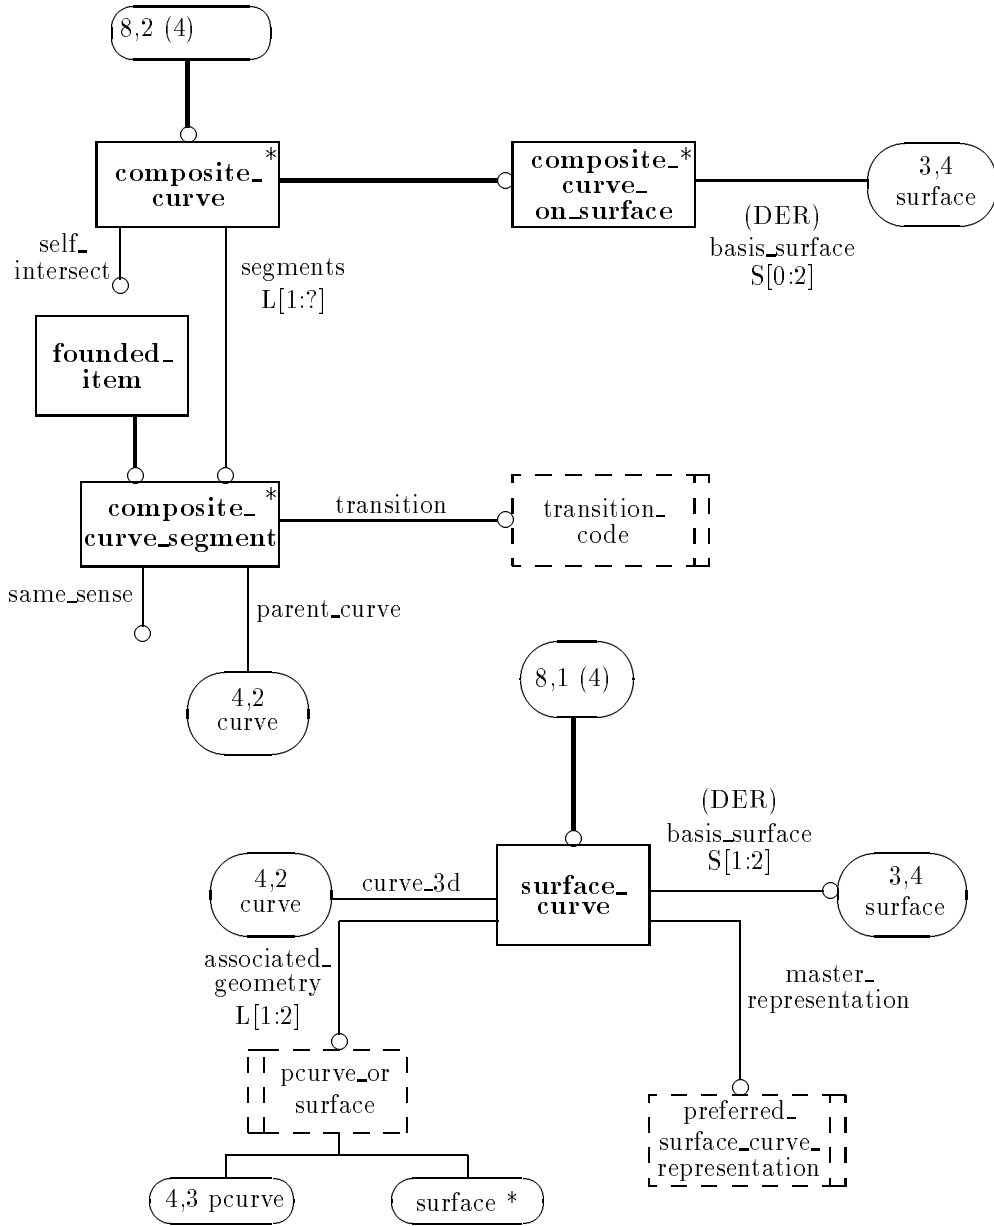 8,2 (4)
composite_ *
curve
composite_ *
curve_
on_surface
3,4
surface
(DER)
basis_surface
S[0:2]
self_
intersect
segments
L[1:?]
founded_
item
composite_ *
curve_segment
transition
transition_
code
same_sense
parent_curve
4,2
curve
8,1 (4)
(DER)
basis_surface
S[1:2]
4,2
curve
curve_3d
surface_
curve
3,4
surface
associated_
geometry
L[1:2]
master_
representation
pcurve_or
surface
preferred_
surface_curve_
representation
4,3 pcurve
surface *